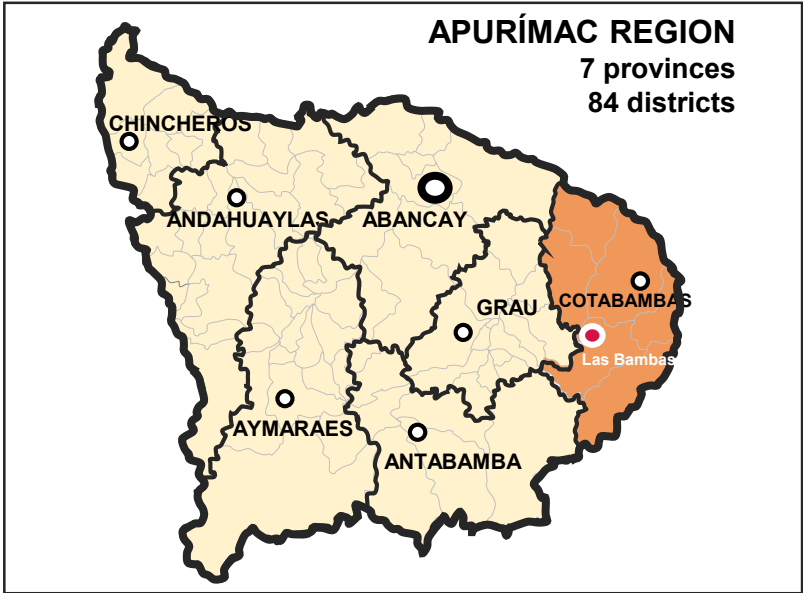 APURÍMAC REGION
7 provinces
84 districts
CHINCHEROS
ANDAHUAYLAS
ABANCAY
GRAU
COTABAMBAS
Las Bambas
AYMARAES
ANTABAMBA